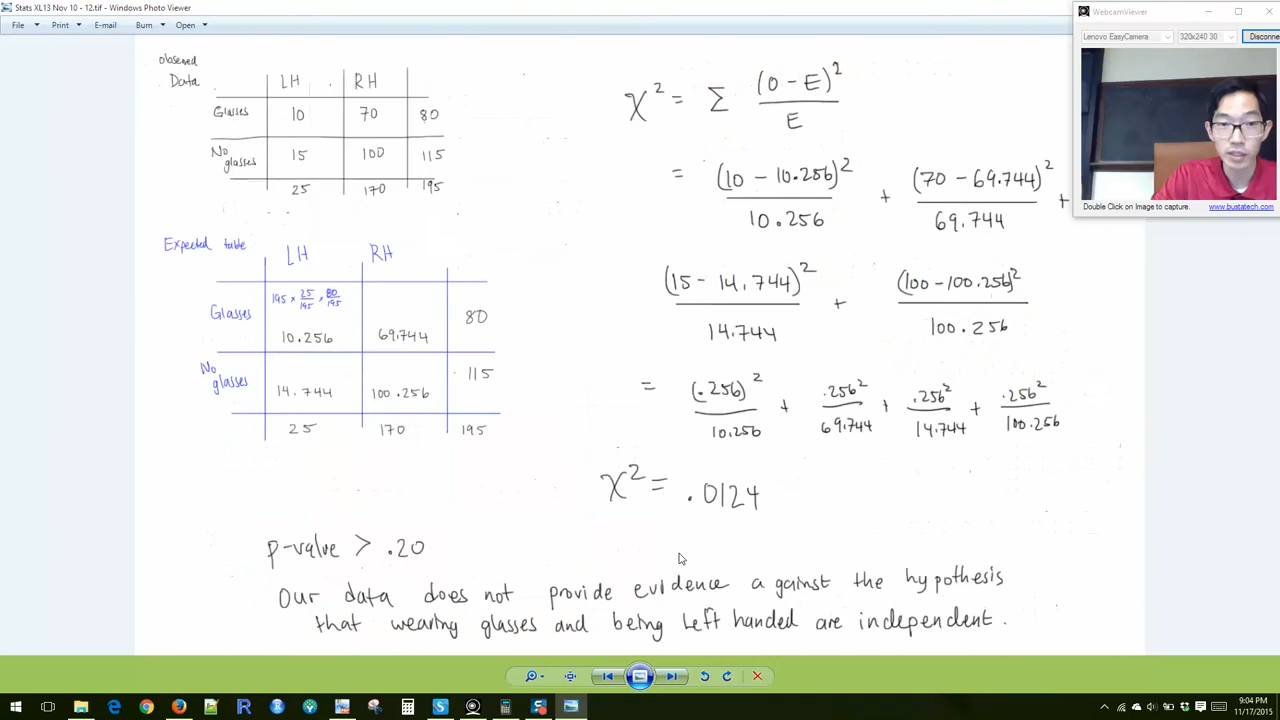 Stats XL13 Nov 10 - 12.tif - Windows Photo Viewer
File Print E-mail Burn Open
WebcamViewer
Lenovo EasyCamera 320x240 30 Disconne
Double Click on Image to capture. www.bustatech.com
observed
Data LH RH
Glasses 10 70 80
No glasses 15 100 115
25 170 195
Expected table
LH RH
Glasses 195 × 25/195 × 80/195
10.256 69.744 80
No glasses 14.744 100.256 115
25 170 195
χ² = Σ (O - E)²/E
= (10 - 10.256)²/10.256 + (70 - 69.744)²/69.744 +
(15 - 14.744)²/14.744 + (100 - 100.256)²/100.256
= (.256)²/10.256 + .256²/69.744 + .256²/14.744 + .256²/100.256
χ² = .0124
p-value > .20
Our data does not provide evidence against the hypothesis
that wearing glasses and being left handed are independent.
9:04 PM
11/17/2015